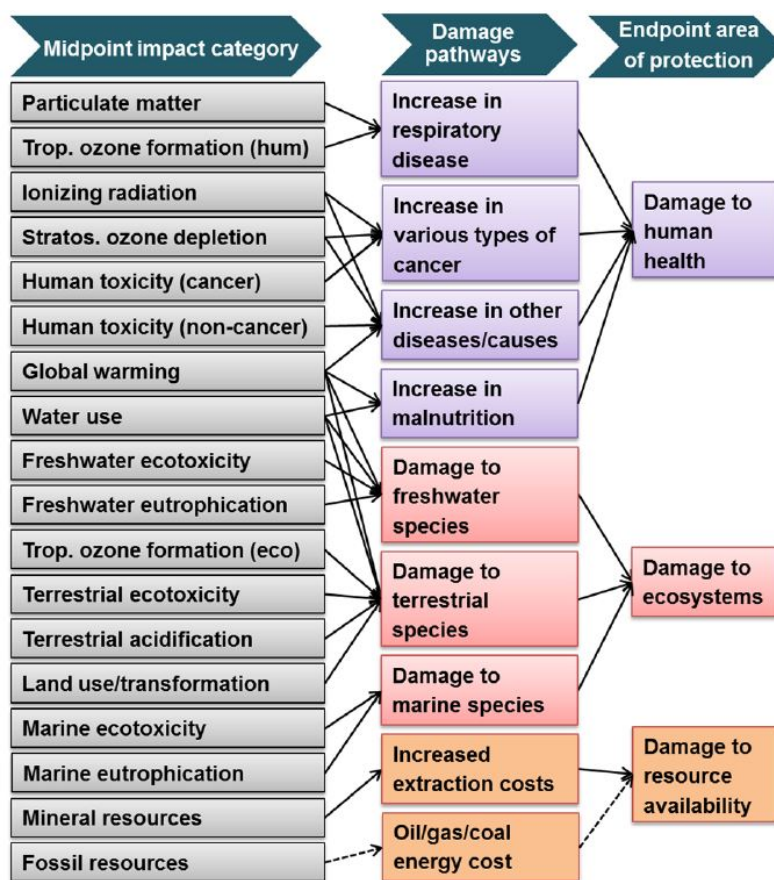 Midpoint impact category
Damage
pathways
Endpoint area
of protection
Particulate matter
Trop. ozone formation (hum)
Ionizing radiation
Stratos. ozone depletion
Human toxicity (cancer)
Human toxicity (non-cancer)
Global warming
Water use
Freshwater ecotoxicity
Freshwater eutrophication
Trop. ozone formation (eco)
Terrestrial ecotoxicity
Terrestrial acidification
Land use/transformation
Marine ecotoxicity
Marine eutrophication
Mineral resources
Fossil resources
Increase in
respiratory
disease
Increase in
various types of
cancer
Increase in other
diseases/causes
Increase in
malnutrition
Damage to
freshwater
species
Damage to
terrestrial
species
Damage to
marine species
Increased
extraction costs
Oil/gas/coal
energy cost
Damage to
human
health
Damage to
ecosystems
Damage to
resource
availability